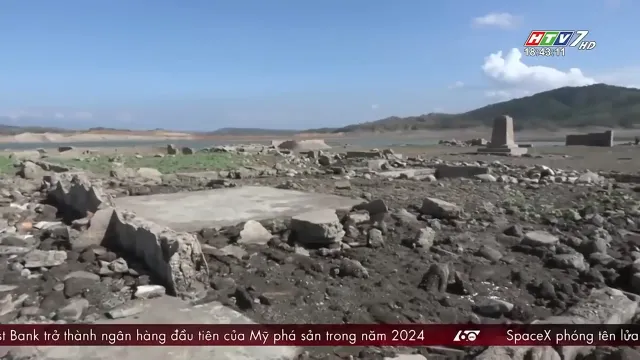 HTV7 HD
18:43:11
st Bank trở thành ngân hàng đầu tiên của Mỹ phá sản trong năm 2024 60 SpaceX phóng tên lửa